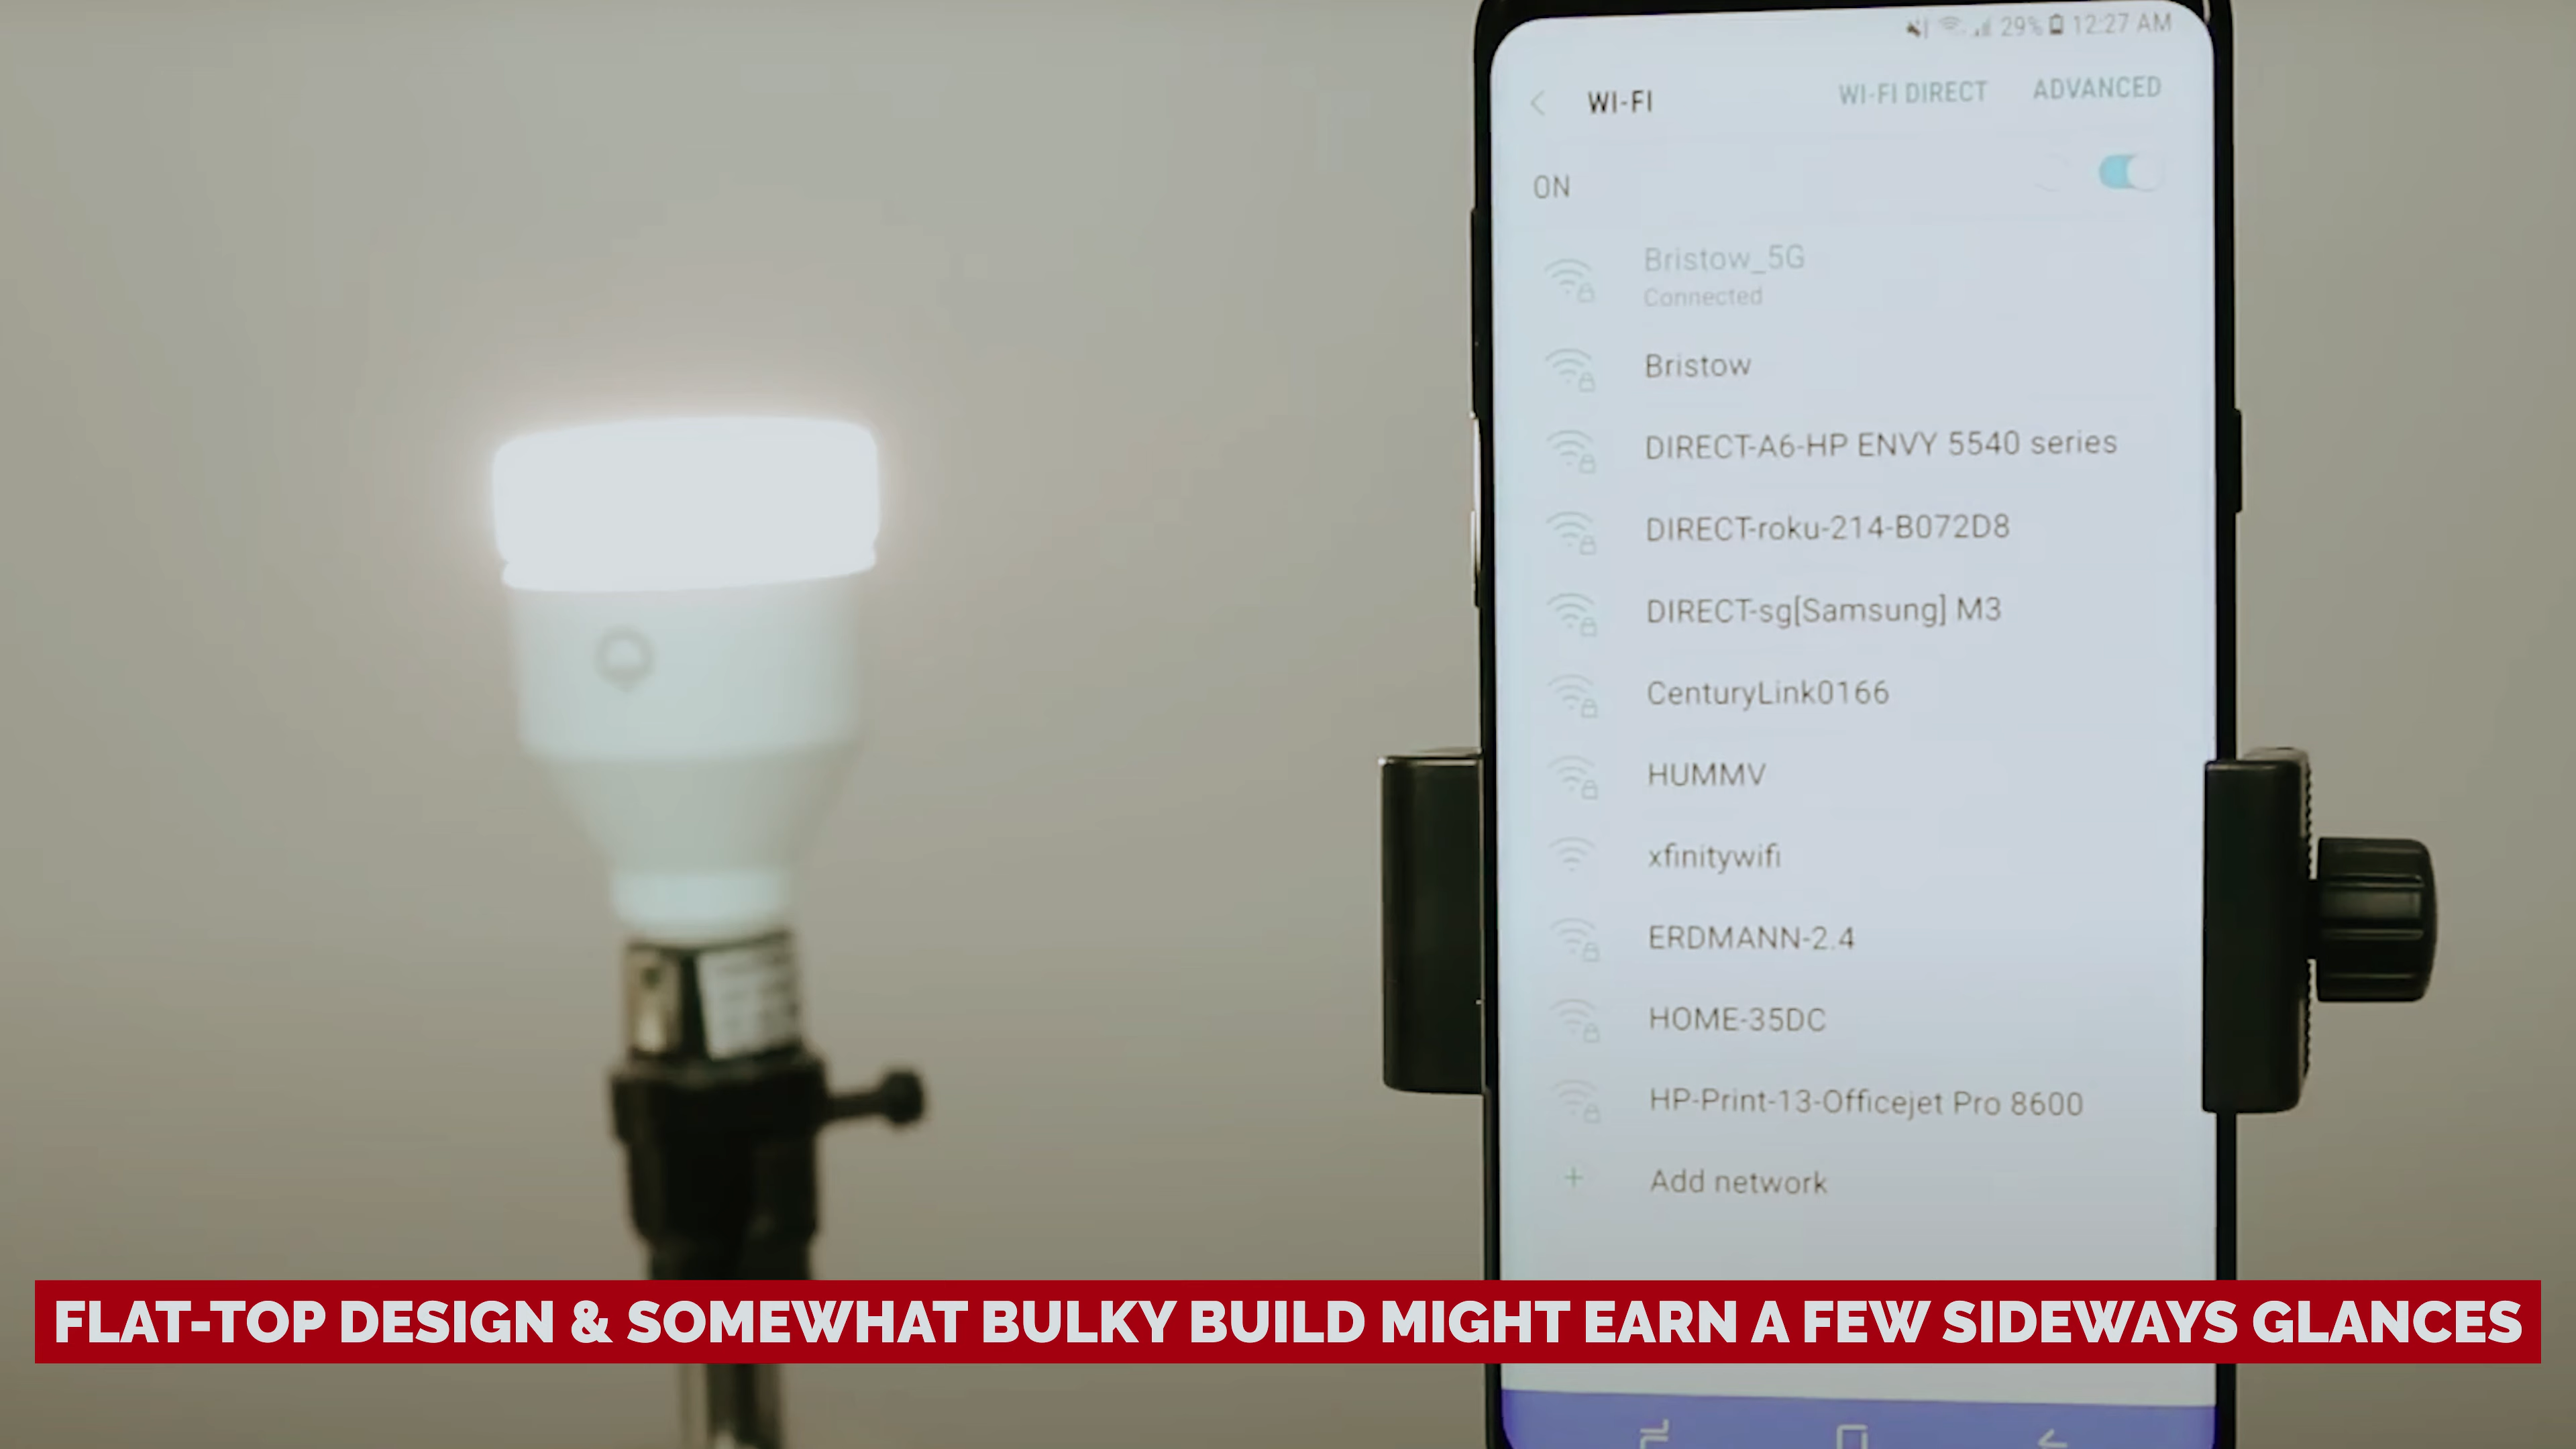 29% 12:27 AM
WI-FI WI-FI DIRECT ADVANCED
ON
Bristow_5G
Connected
Bristow
DIRECT-A6-HP ENVY 5540 series
DIRECT-roku-214-B072D8
DIRECT-sg[Samsung] M3
CenturyLink0166
HUMMV
xfinitywifi
ERDMANN-2.4
HOME-35DC
HP-Print-13-Officejet Pro 8600
Add network
FLAT-TOP DESIGN & SOMEWHAT BULKY BUILD MIGHT EARN A FEW SIDEWAYS GLANCES